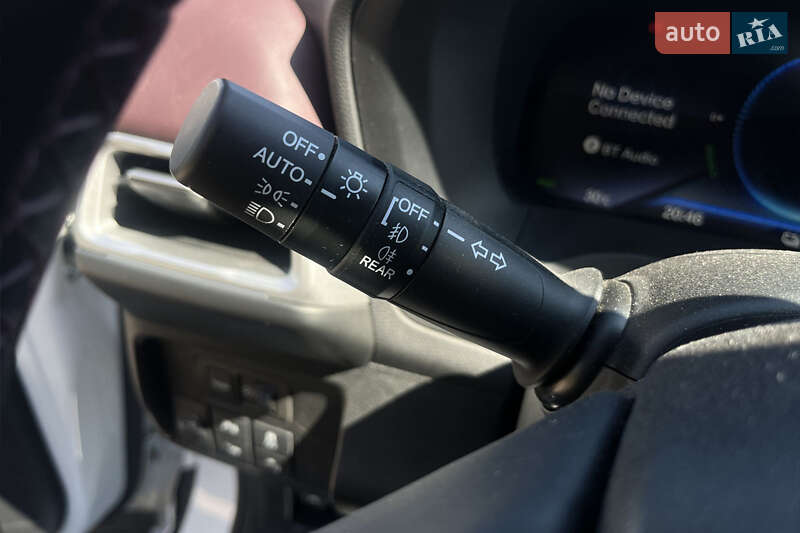 auto RIA .com
No Device
Connected
BT Audio
20:46
OFF
AUTO
OFF
REAR